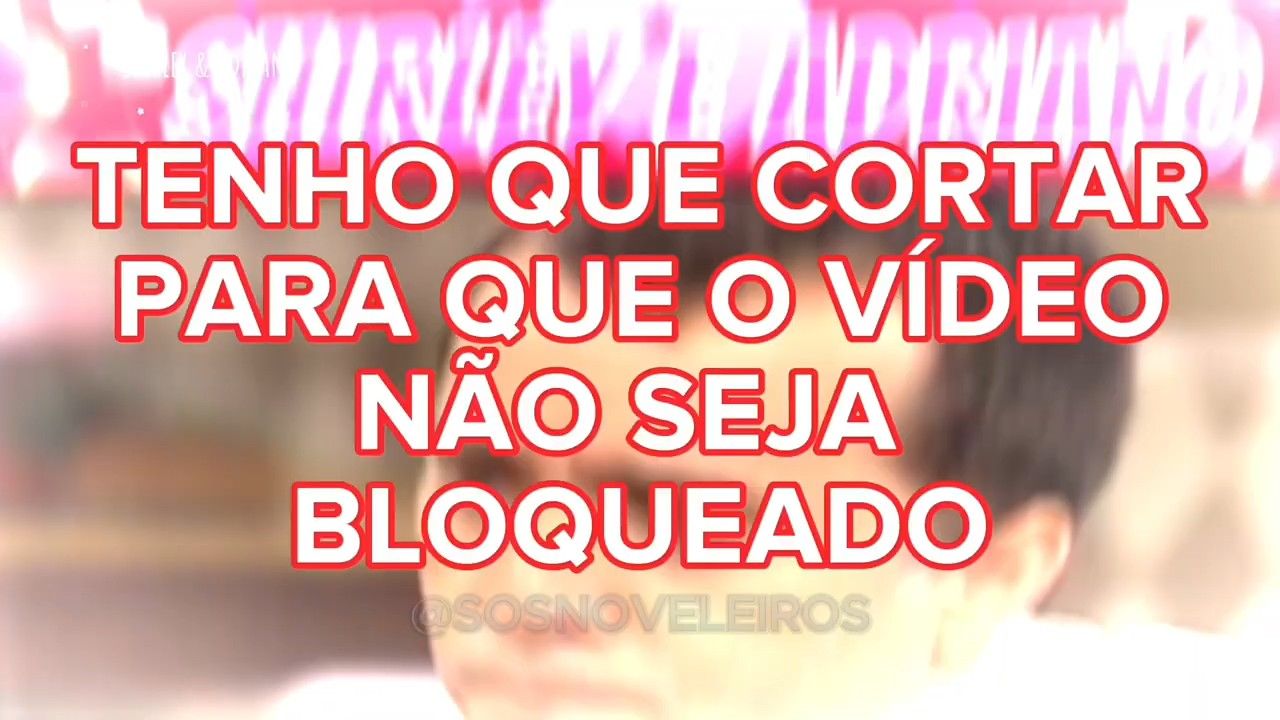 TENHO QUE CORTAR
PARA QUE O VÍDEO
NÃO SEJA
BLOQUEADO
@SOSNOVELEIROS